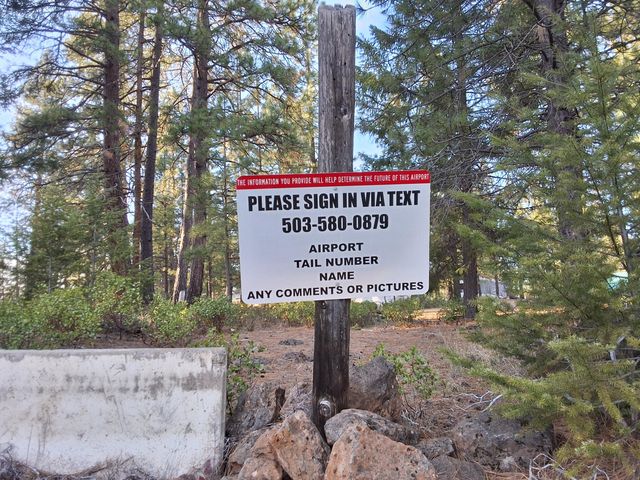 THE INFORMATION YOU PROVIDE WILL HELP DETERMINE THE FUTURE OF THIS AIRPORT
PLEASE SIGN IN VIA TEXT
503-580-0879
AIRPORT
TAIL NUMBER
NAME
ANY COMMENTS OR PICTURES